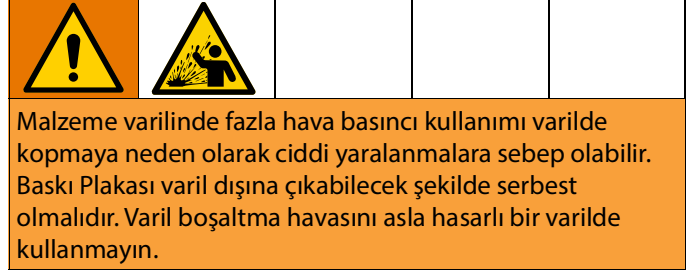 Malzeme varilinde fazla hava basıncı kullanımı varilde
kopmaya neden olarak ciddi yaralanmalara sebep olabilir.
Baskı Plakası varil dışına çıkabilecek şekilde serbest
olmalıdır. Varil boşaltma havasını asla hasarlı bir varilde
kullanmayın.